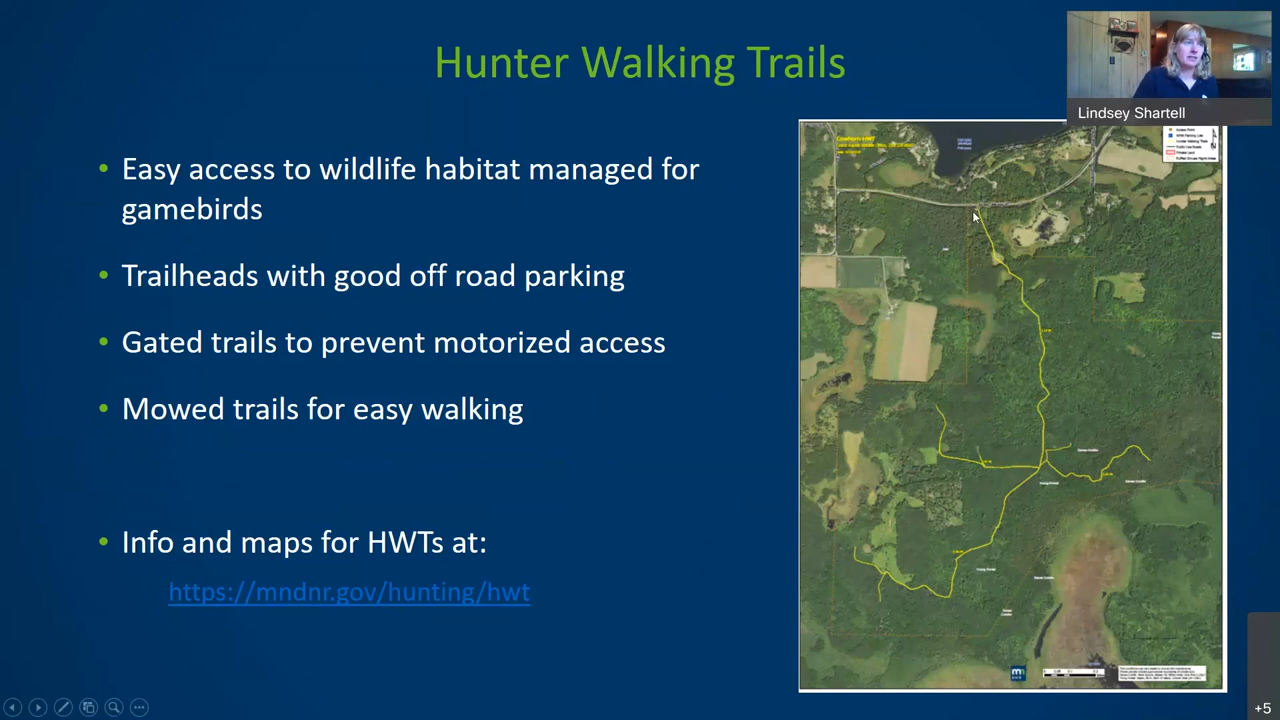 Hunter Walking Trails
Lindsey Shartell
• Easy access to wildlife habitat managed for
gamebirds
• Trailheads with good off road parking
• Gated trails to prevent motorized access
• Mowed trails for easy walking
• Info and maps for HWTs at:
https://mndnr.gov/hunting/hwt
+5